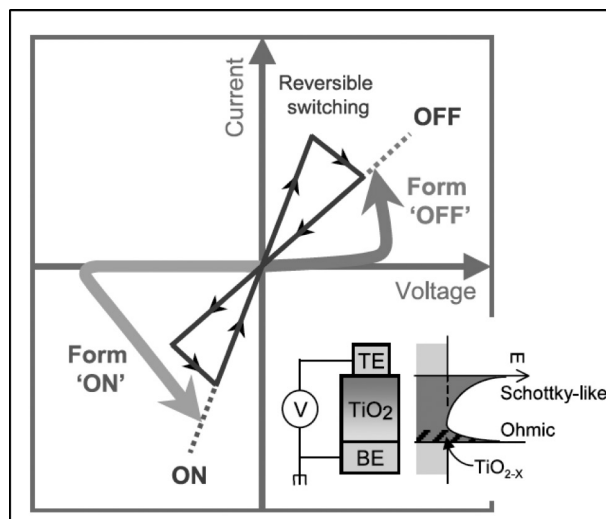 Current
Reversible
switching
OFF
Form
'OFF'
Voltage
Form
'ON'
ON
TE
V
TiO2
BE
E
Schottky-like
Ohmic
TiO2-X